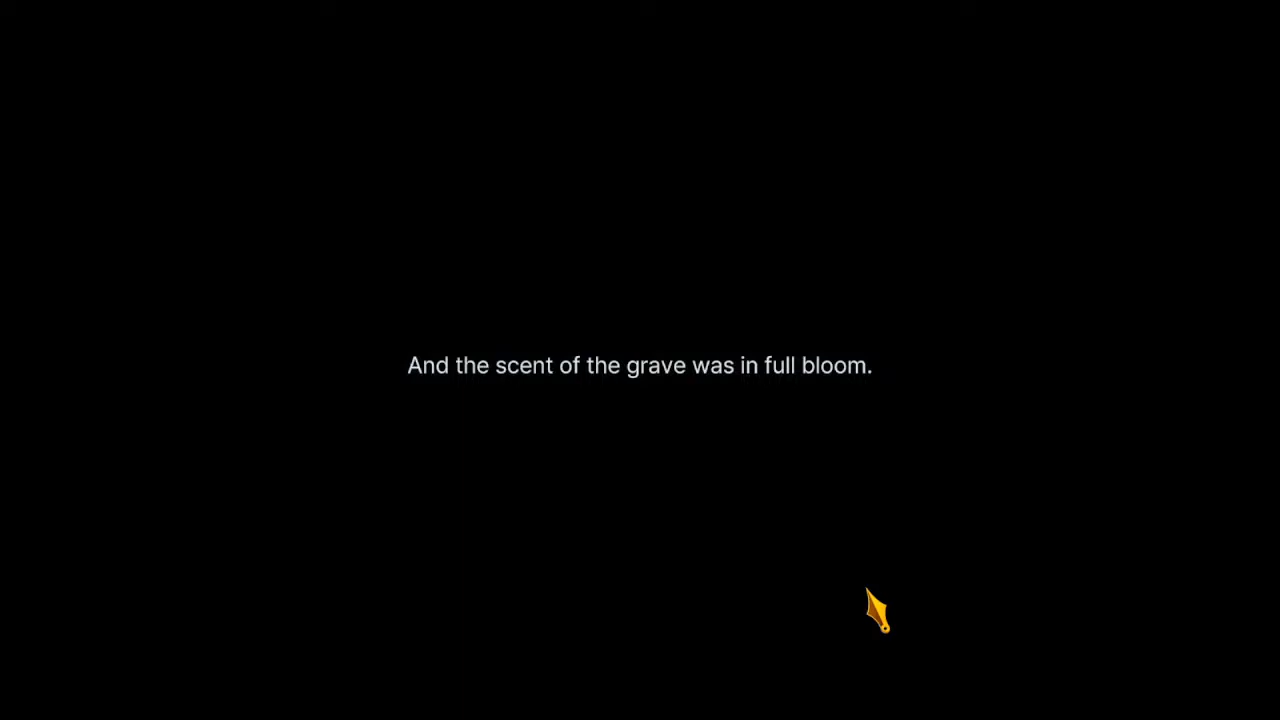 And the scent of the grave was in full bloom.